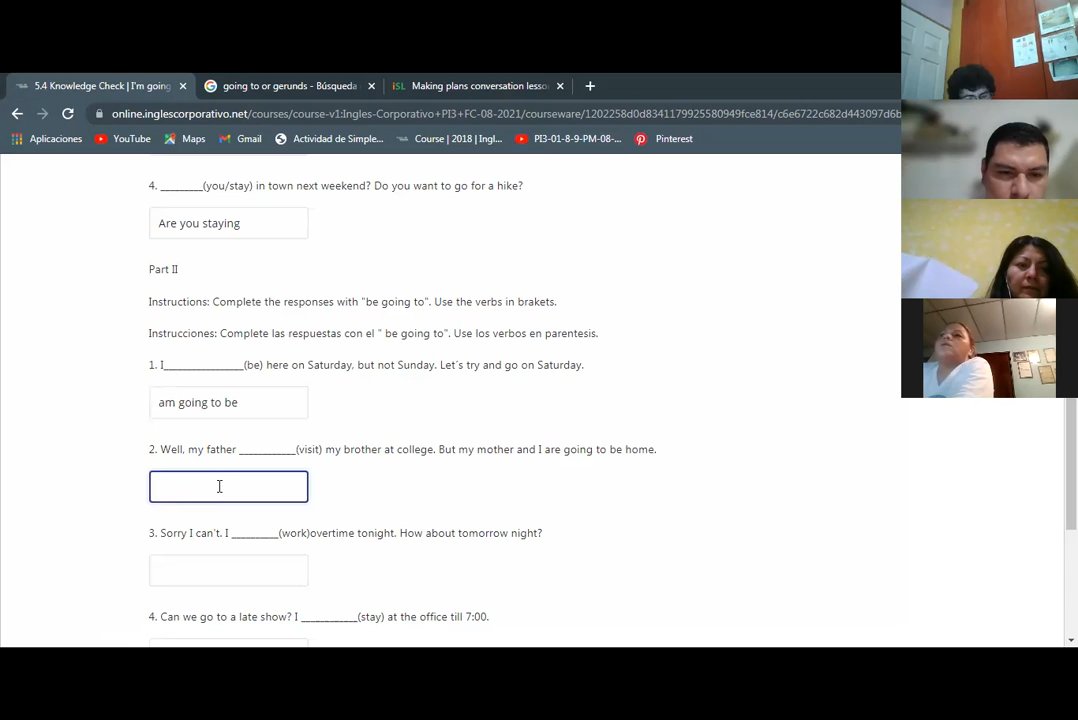 5.4 Knowledge Check | I'm going
going to or gerunds - Búsqueda
iSL Making plans conversation lesso
online.inglescorporativo.net/courses/course-v1:Ingles-Corporativo+PI3+FC-08-2021/courseware/1202258d0d8341179925580949fce814/c6e6722c682d443097d6b
Aplicaciones YouTube Maps Gmail Actividad de Simple... Course | 2018 | Ingl... PI3-01-8-9-PM-08-... Pinterest
4. ________(you/stay) in town next weekend? Do you want to go for a hike?
Are you staying
Part II
Instructions: Complete the responses with "be going to". Use the verbs in brakets.
Instrucciones: Complete las respuestas con el " be going to". Use los verbos en parentesis.
1. I_______________(be) here on Saturday, but not Sunday. Let´s try and go on Saturday.
am going to be
2. Well, my father ___________(visit) my brother at college. But my mother and I are going to be home.
3. Sorry I can't. I _________(work)overtime tonight. How about tomorrow night?
4. Can we go to a late show? I ___________(stay) at the office till 7:00.